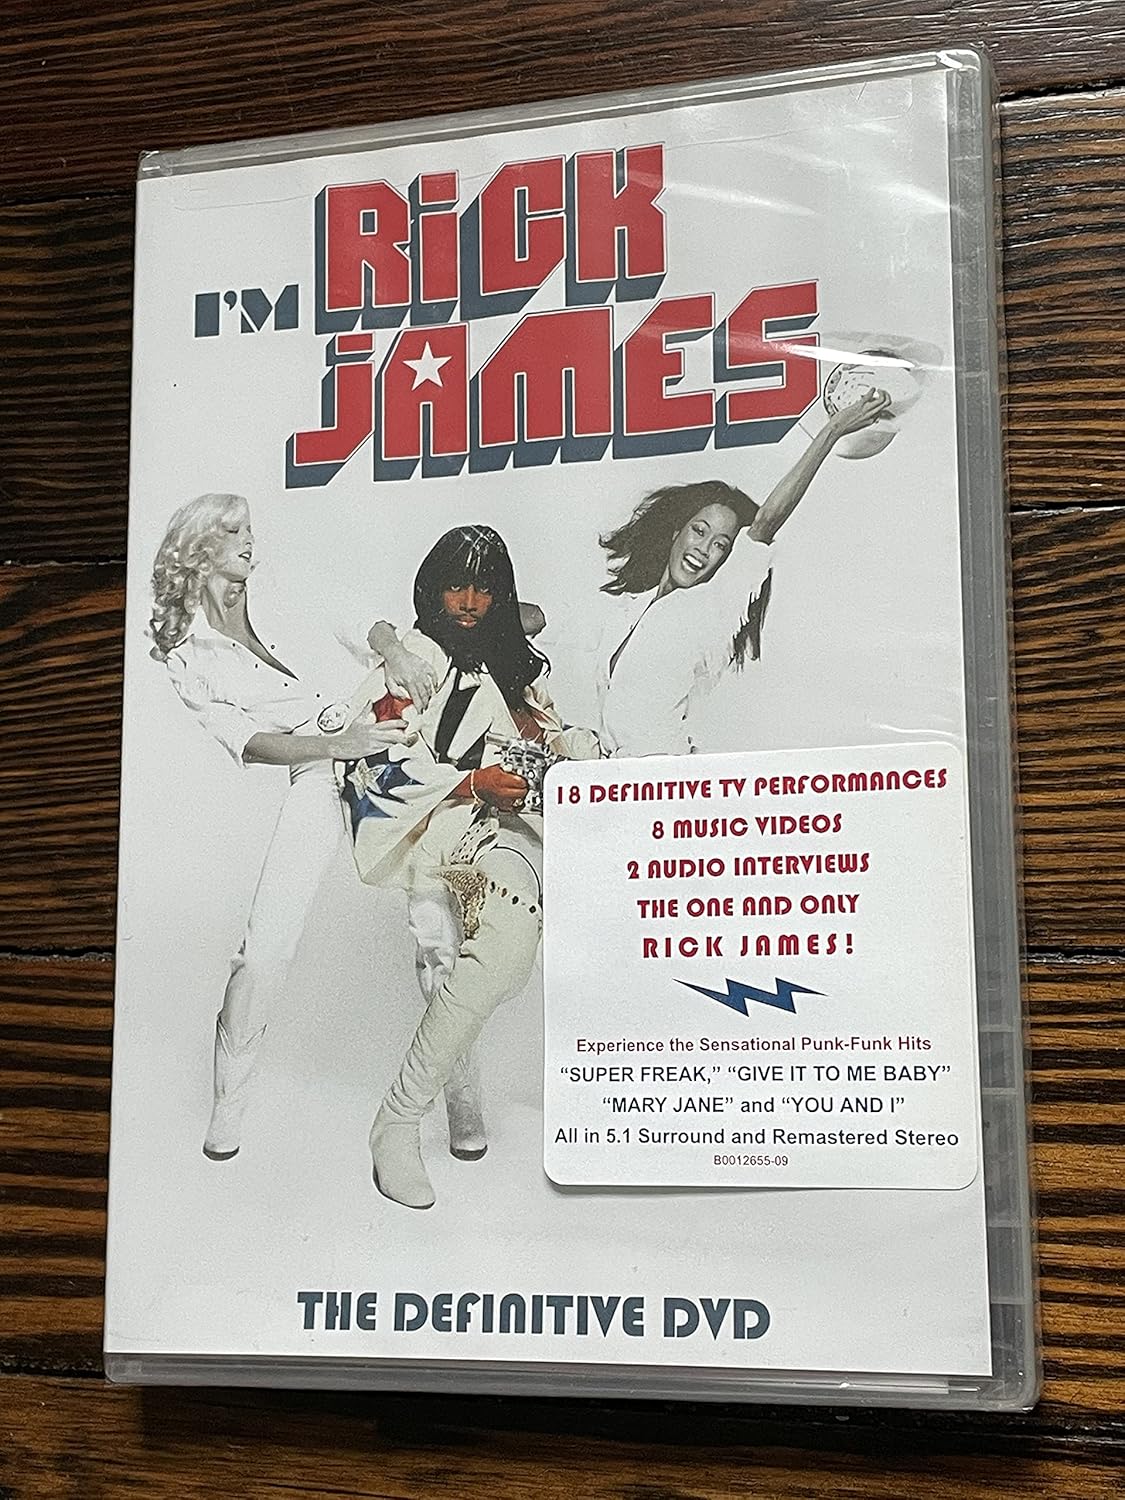 I'M RiCK
jAMES
18 DEFINITIVE TV PERFORMANCES
8 MUSIC VIDEOS
2 AUDIO INTERVIEWS
THE ONE AND ONLY
RICK JAMES!
Experience the Sensational Punk-Funk Hits
“SUPER FREAK,” “GIVE IT TO ME BABY”
“MARY JANE” and “YOU AND I”
All in 5.1 Surround and Remastered Stereo
B0012655-09
THE DEFINITIVE DVD